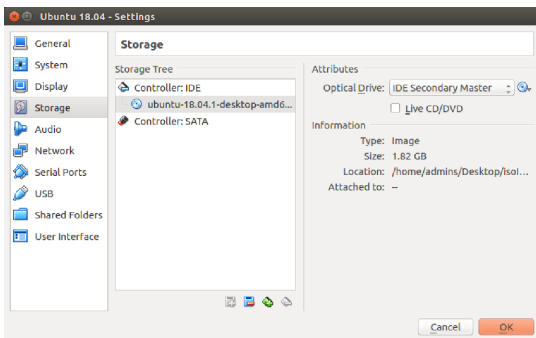 Ubuntu 18.04 - Settings
General
System
Display
Storage
Audio
Network
Serial Ports
USB
Shared Folders
User Interface
Storage
Storage Tree
Controller: IDE
ubuntu-18.04.1-desktop-amd6...
Controller: SATA
Attributes
Optical Drive: IDE Secondary Master
Live CD/DVD
Information
Type: Image
Size: 1.82 GB
Location: /home/admins/Desktop/isoI...
Attached to: --
Cancel
OK